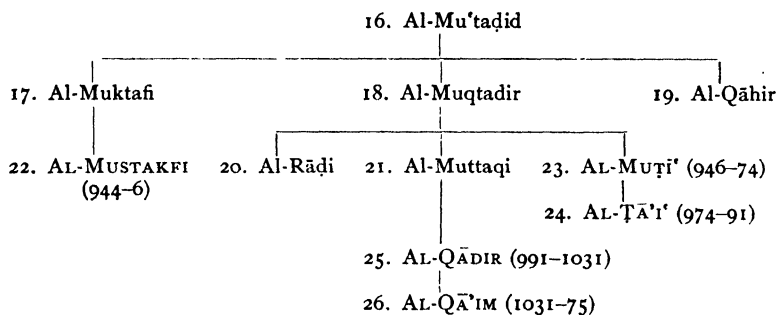 16. Al-Muʿtaḍid
17. Al-Muktafi 18. Al-Muqtadir 19. Al-Qāhir
22. AL-MUSTAKFI 20. Al-Rāḍi 21. Al-Muttaqi 23. AL-MUṬĪʿ (946–74)
(944–6)
24. AL-ṬĀʾIʿ (974–91)
25. AL-QĀDIR (991–1031)
26. AL-QĀʾIM (1031–75)